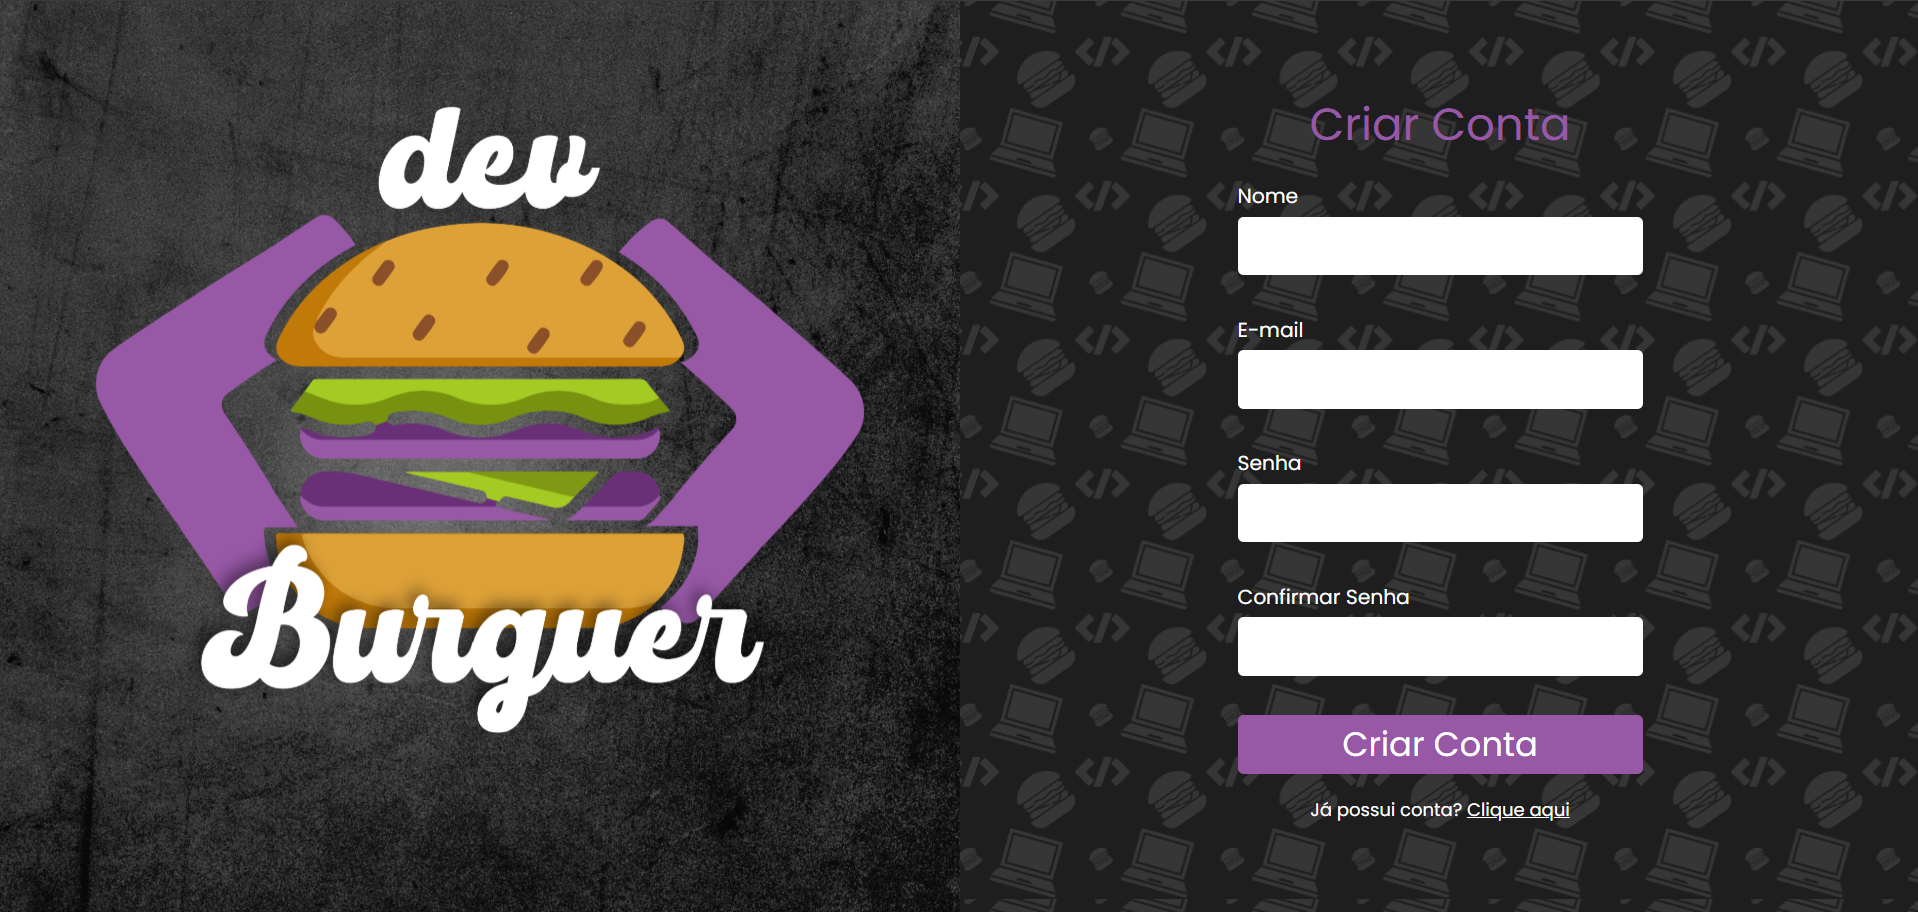 dev
Burguer
Criar Conta
Nome
E-mail
Senha
Confirmar Senha
Criar Conta
Já possui conta? Clique aqui